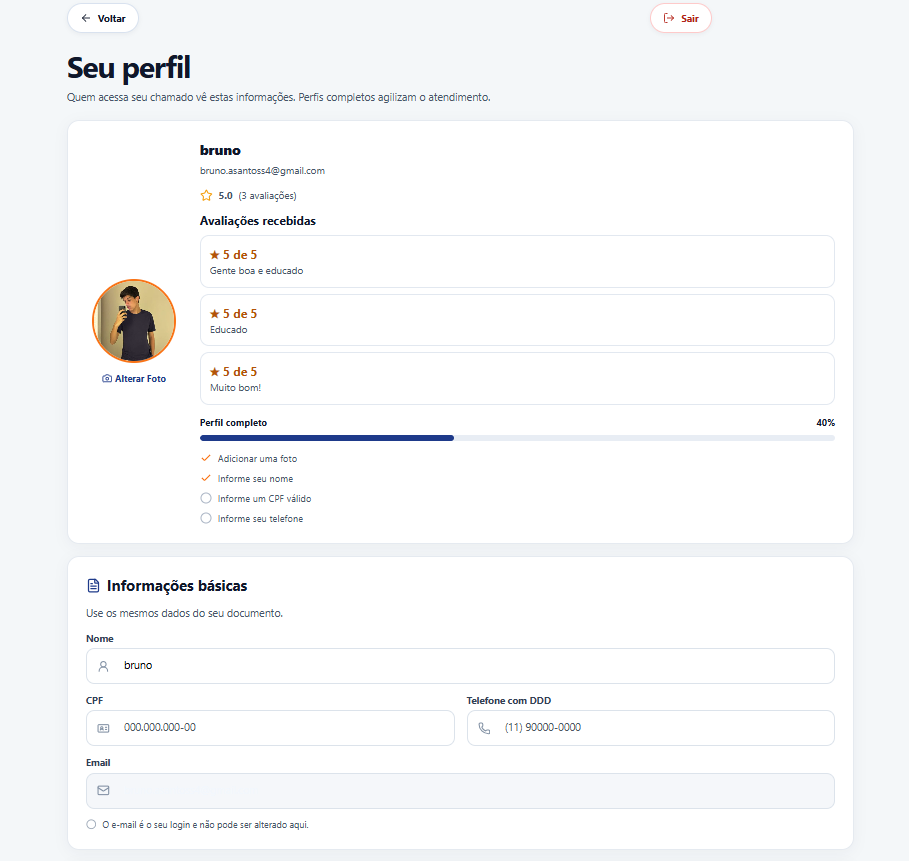 Voltar
Sair
Seu perfil
Quem acessa seu chamado vê estas informações. Perfis completos agilizam o atendimento.
bruno
bruno.asantoss4@gmail.com
5.0 (3 avaliações)
Avaliações recebidas
★ 5 de 5
Gente boa e educado
★ 5 de 5
Educado
★ 5 de 5
Muito bom!
Alterar Foto
Perfil completo 40%
Adicionar uma foto
Informe seu nome
Informe um CPF válido
Informe seu telefone
Informações básicas
Use os mesmos dados do seu documento.
Nome
bruno
CPF
000.000.000-00
Telefone com DDD
(11) 90000-0000
Email
O e-mail é o seu login e não pode ser alterado aqui.